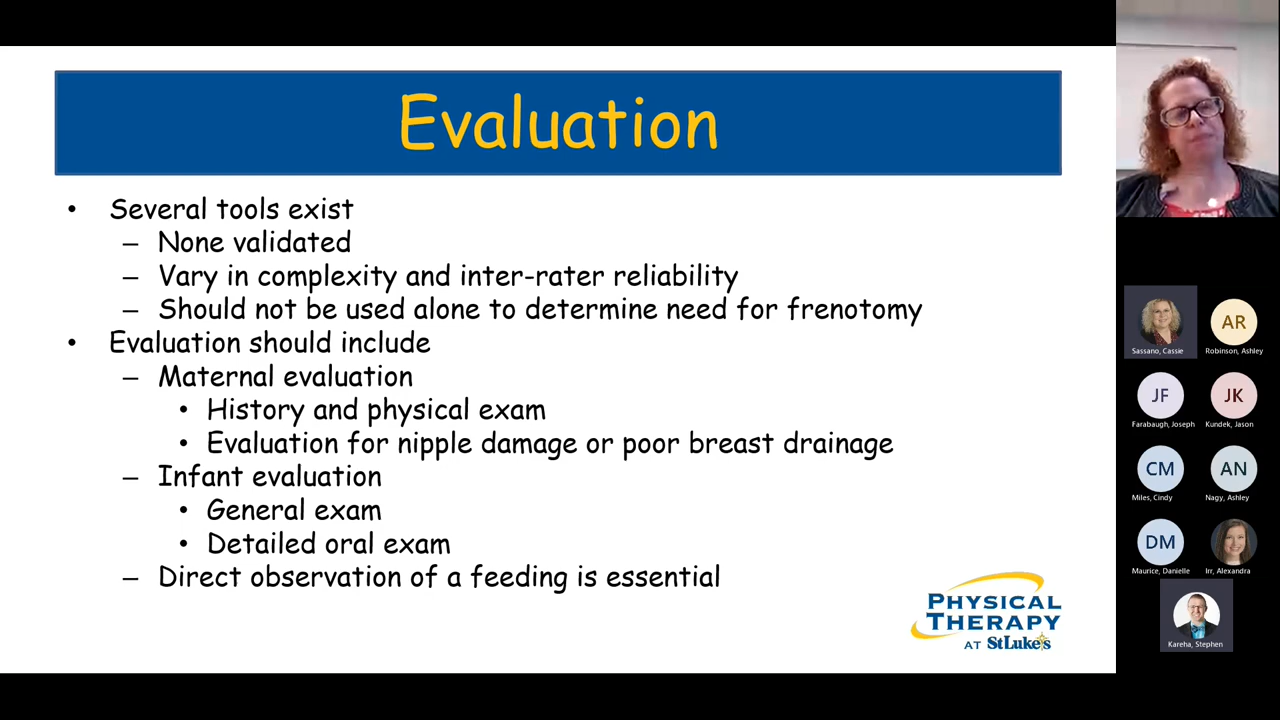 Evaluation
• Several tools exist
– None validated
– Vary in complexity and inter-rater reliability
– Should not be used alone to determine need for frenotomy
• Evaluation should include
– Maternal evaluation
• History and physical exam
• Evaluation for nipple damage or poor breast drainage
– Infant evaluation
• General exam
• Detailed oral exam
– Direct observation of a feeding is essential
PHYSICAL
THERAPY
AT StLuke's
Sassano, Cassie
AR
Robinson, Ashley
JF
Farabaugh, Joseph
JK
Kundek, Jason
CM
Miles, Cindy
AN
Nagy, Ashley
DM
Maurice, Danielle
Irr, Alexandra
Kareha, Stephen